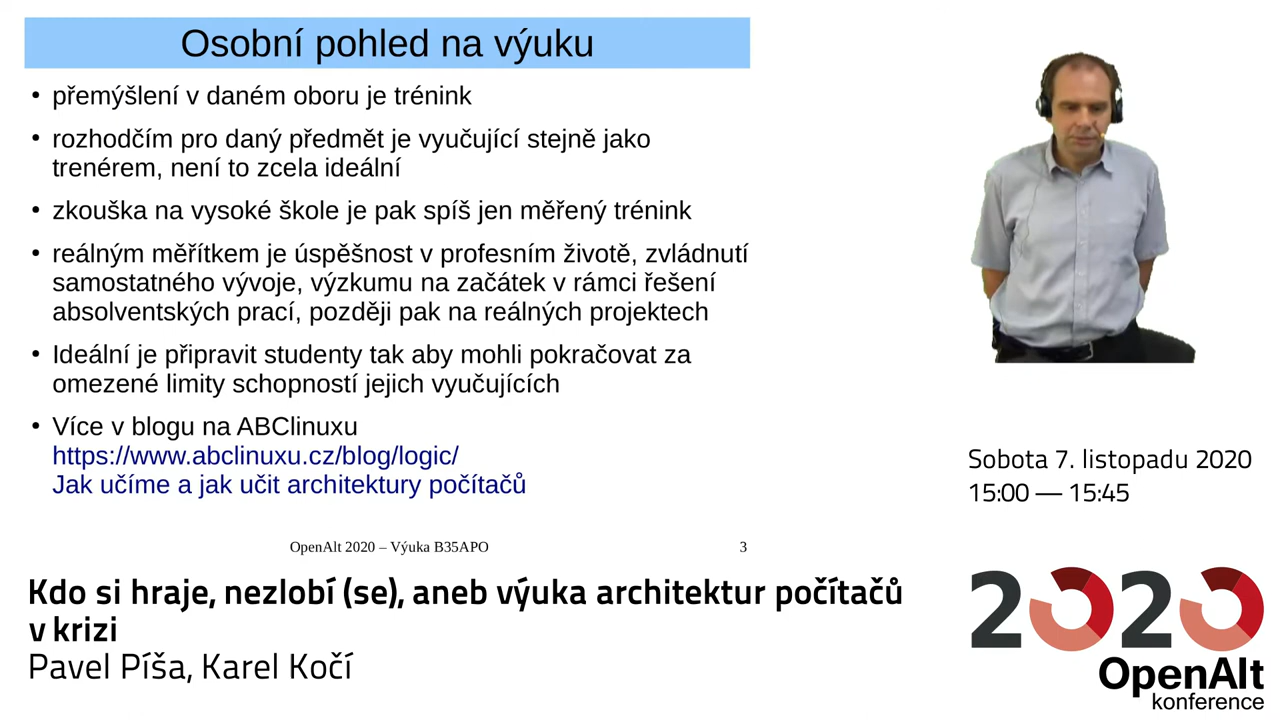 Osobní pohled na výuku
• přemýšlení v daném oboru je trénink
• rozhodčím pro daný předmět je vyučující stejně jako
trenérem, není to zcela ideální
• zkouška na vysoké škole je pak spíš jen měřený trénink
• reálným měřítkem je úspěšnost v profesním životě, zvládnutí
samostatného vývoje, výzkumu na začátek v rámci řešení
absolventských prací, později pak na reálných projektech
• Ideální je připravit studenty tak aby mohli pokračovat za
omezené limity schopností jejich vyučujících
• Více v blogu na ABClinuxu
https://www.abclinuxu.cz/blog/logic/
Jak učíme a jak učit architektury počítačů
OpenAlt 2020 – Výuka B35APO
3
Sobota 7. listopadu 2020
15:00 — 15:45
Kdo si hraje, nezlobí (se), aneb výuka architektur počítačů
v krizi
Pavel Píša, Karel Kočí
2020
OpenAlt
konference